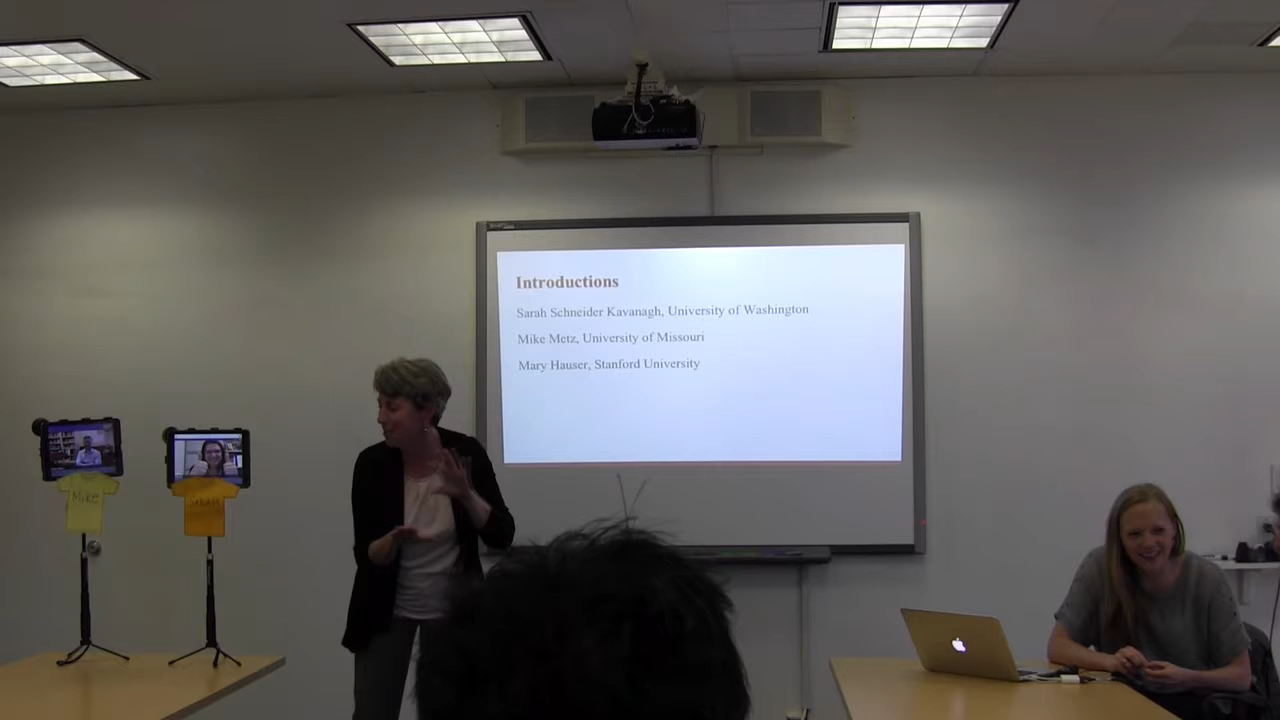 Introductions
Sarah Schneider Kavanagh, University of Washington
Mike Metz, University of Missouri
Mary Hauser, Stanford University
Mike